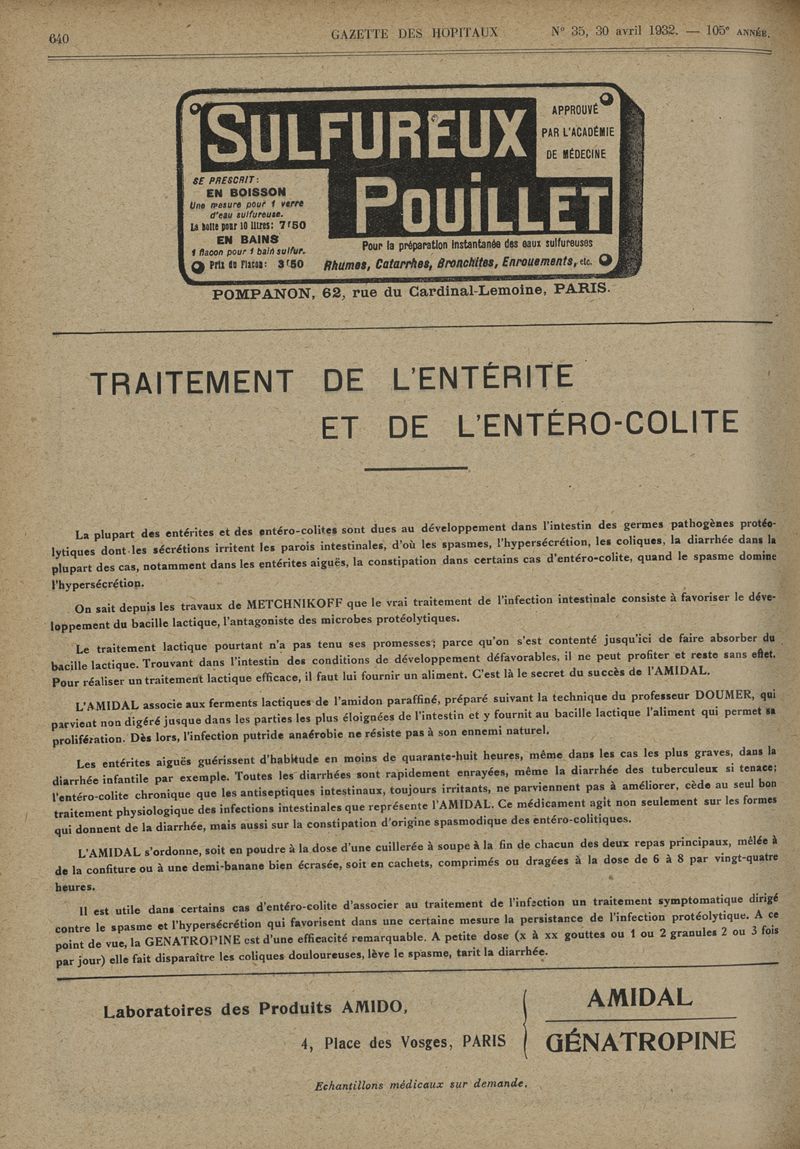 640
GAZETTE DES HOPITAUX
N° 35, 30 avril 1932. — 105e ANNÉE.
SULFUREUX
POUILLET
APPROUVÉ
PAR L'ACADÉMIE
DE MÉDECINE
SE PRESCRIT:
EN BOISSON
Une mesure pour 1 verre
d'eau sulfureuse.
La boîte pour 10 litres: 7f50
EN BAINS
1 flacon pour 1 bain sulfur.
Prix du Flacon: 3f50
Pour la préparation instantanée des eaux sulfureuses
Rhumes, Catarrhes, Bronchites, Enrouements, etc.
POMPANON, 62, rue du Cardinal-Lemoine, PARIS.
TRAITEMENT DE L'ENTÉRITE
ET DE L'ENTÉRO-COLITE
La plupart des entérites et des entéro-colites sont dues au développement dans l'intestin des germes pathogènes protéo-
lytiques dont les sécrétions irritent les parois intestinales, d'où les spasmes, l'hypersécrétion, les coliques, la diarrhée dans la
plupart des cas, notamment dans les entérites aiguës, la constipation dans certains cas d'entéro-colite, quand le spasme domine
l'hypersécrétion.
On sait depuis les travaux de METCHNIKOFF que le vrai traitement de l'infection intestinale consiste à favoriser le déve-
loppement du bacille lactique, l'antagoniste des microbes protéolytiques.
Le traitement lactique pourtant n'a pas tenu ses promesses; parce qu'on s'est contenté jusqu'ici de faire absorber du
bacille lactique. Trouvant dans l'intestin des conditions de développement défavorables, il ne peut profiter et reste sans effet.
Pour réaliser un traitement lactique efficace, il faut lui fournir un aliment. C'est là le secret du succès de l'AMIDAL.
L'AMIDAL associe aux ferments lactiques de l'amidon paraffiné, préparé suivant la technique du professeur DOUMER, qui
parvient non digéré jusque dans les parties les plus éloignées de l'intestin et y fournit au bacille lactique l'aliment qui permet sa
prolifération. Dès lors, l'infection putride anaérobie ne résiste pas à son ennemi naturel.
Les entérites aiguës guérissent d'habitude en moins de quarante-huit heures, même dans les cas les plus graves, dans la
diarrhée infantile par exemple. Toutes les diarrhées sont rapidement enrayées, même la diarrhée des tuberculeux si tenace;
l'entéro-colite chronique que les antiseptiques intestinaux, toujours irritants, ne parviennent pas à améliorer, cède au seul bon
traitement physiologique des infections intestinales que représente l'AMIDAL. Ce médicament agit non seulement sur les formes
qui donnent de la diarrhée, mais aussi sur la constipation d'origine spasmodique des entéro-colitiques.
L'AMIDAL s'ordonne, soit en poudre à la dose d'une cuillerée à soupe à la fin de chacun des deux repas principaux, mêlée à
de la confiture ou à une demi-banane bien écrasée, soit en cachets, comprimés ou dragées à la dose de 6 à 8 par vingt-quatre
heures.
Il est utile dans certains cas d'entéro-colite d'associer au traitement de l'infection un traitement symptomatique dirigé
contre le spasme et l'hypersécrétion qui favorisent dans une certaine mesure la persistance de l'infection protéolytique. A ce
point de vue, la GENATROPINE est d'une efficacité remarquable. A petite dose (x à xx gouttes ou 1 ou 2 granules 2 ou 3 fois
par jour) elle fait disparaître les coliques douloureuses, lève le spasme, tarit la diarrhée.
Laboratoires des Produits AMIDO,
4, Place des Vosges, PARIS
AMIDAL
GÉNATROPINE
Echantillons médicaux sur demande.